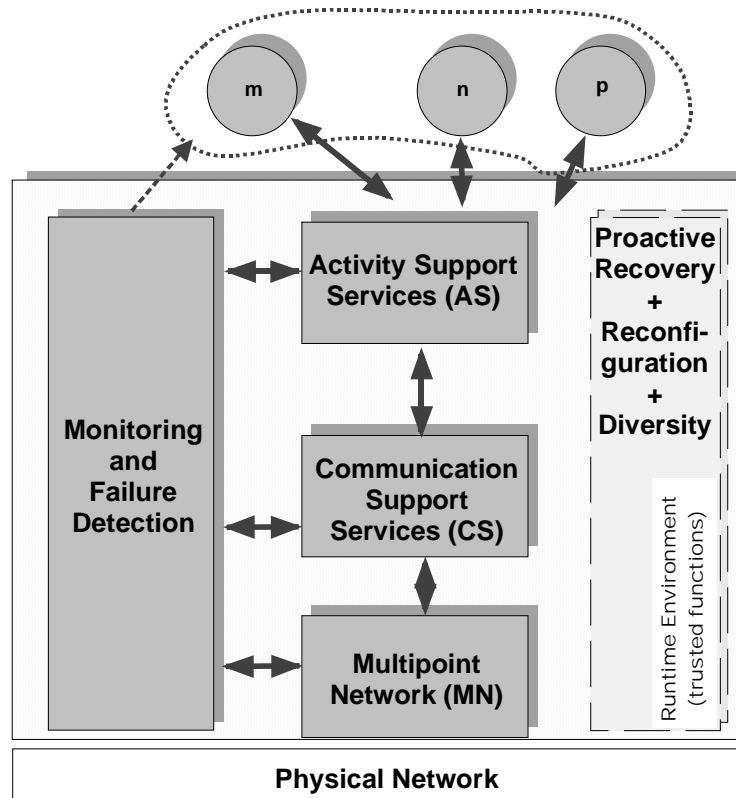 m
n
p
Activity Support
Services (AS)
Proactive
Recovery
+
Reconfi-
guration
+
Diversity
Monitoring
and
Failure
Detection
Communication
Support
Services (CS)
Runtime Environment
(trusted functions)
Multipoint
Network (MN)
Physical Network